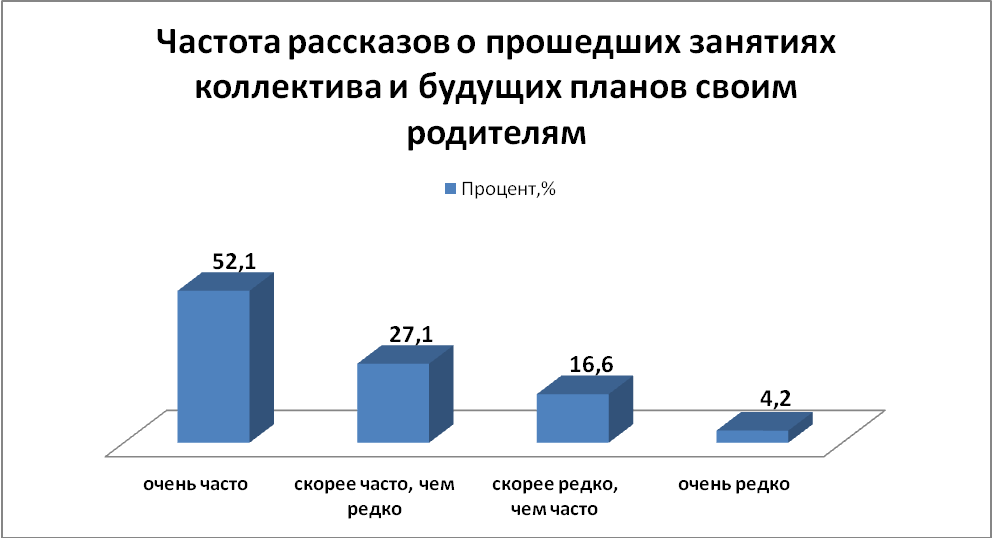 Частота рассказов о прошедших занятиях
коллектива и будущих планов своим
родителям
Процент,%
52,1
27,1
16,6
4,2
очень часто
скорее часто, чем
редко
скорее редко,
чем часто
очень редко